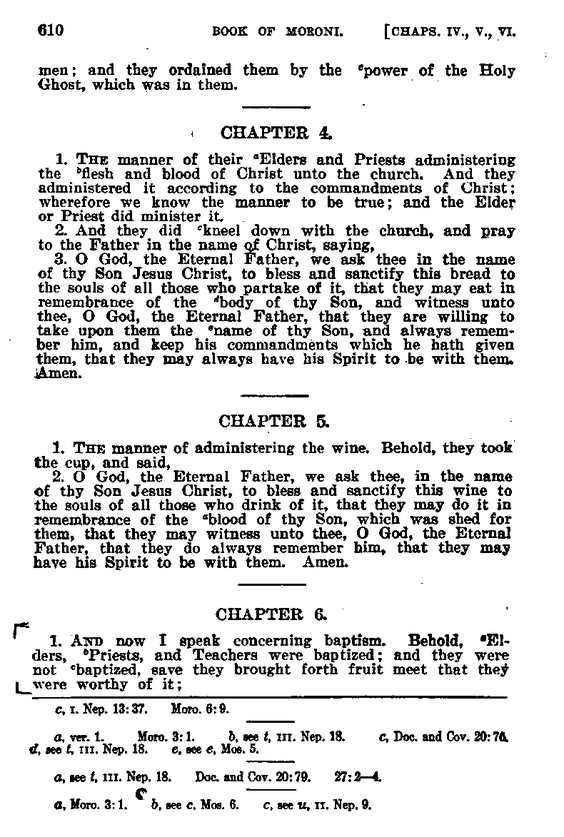 610 BOOK OF MORONI. [CHAPS. IV., V., VI.
men; and they ordained them by the ᵉpower of the Holy
Ghost, which was in them.
CHAPTER 4.
1. THE manner of their ᵃElders and Priests administering
the ᵇflesh and blood of Christ unto the church. And they
administered it according to the commandments of Christ;
wherefore we know the manner to be true; and the Elder
or Priest did minister it.
2. And they did ᶜkneel down with the church, and pray
to the Father in the name of Christ, saying,
3. O God, the Eternal Father, we ask thee in the name
of thy Son Jesus Christ, to bless and sanctify this bread to
the souls of all those who partake of it, that they may eat in
remembrance of the ᵈbody of thy Son, and witness unto
thee, O God, the Eternal Father, that they are willing to
take upon them the ᵉname of thy Son, and always remem-
ber him, and keep his commandments which he hath given
them, that they may always have his Spirit to be with them.
Amen.
CHAPTER 5.
1. THE manner of administering the wine. Behold, they took
the cup, and said,
2. O God, the Eternal Father, we ask thee, in the name
of thy Son Jesus Christ, to bless and sanctify this wine to
the souls of all those who drink of it, that they may do it in
remembrance of the ᵃblood of thy Son, which was shed for
them, that they may witness unto thee, O God, the Eternal
Father, that they do always remember him, that they may
have his Spirit to be with them. Amen.
CHAPTER 6.
1. AND now I speak concerning baptism. Behold, ᵃEl-
ders, ᵇPriests, and Teachers were baptized; and they were
not ᶜbaptized, save they brought forth fruit meet that they
were worthy of it;
c, I. Nep. 13:37. Moro. 6:9.
a, ver. 1. Moro. 3:1. b, see t, III. Nep. 18. c, Doc. and Cov. 20:76.
d, see t, III. Nep. 18. e, see e, Mos. 5.
a, see t, III. Nep. 18. Doc. and Cov. 20:79. 27:2—4.
a, Moro. 3:1. b, see c, Mos. 6. c, see u, II. Nep. 9.